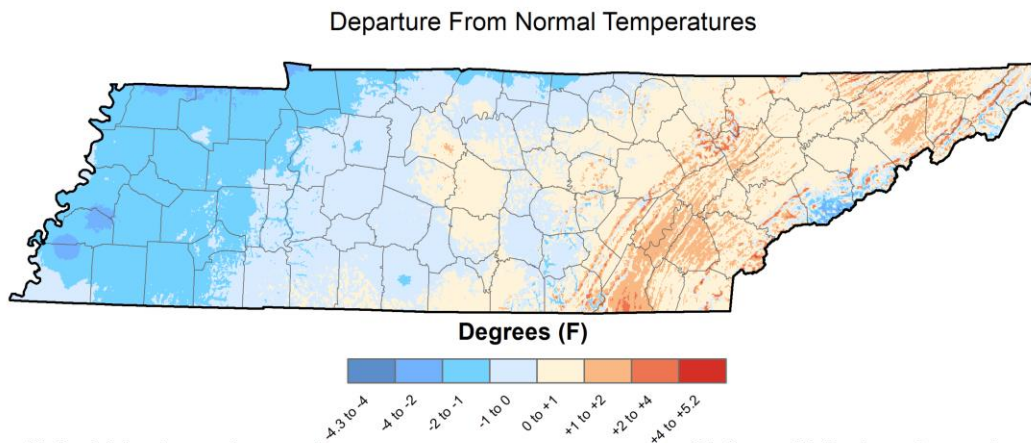 Departure From Normal Temperatures
Degrees (F)
-4.3 to -4
-4 to -2
-2 to -1
-1 to 0
0 to +1
+1 to +2
+2 to +4
+4 to +5.2